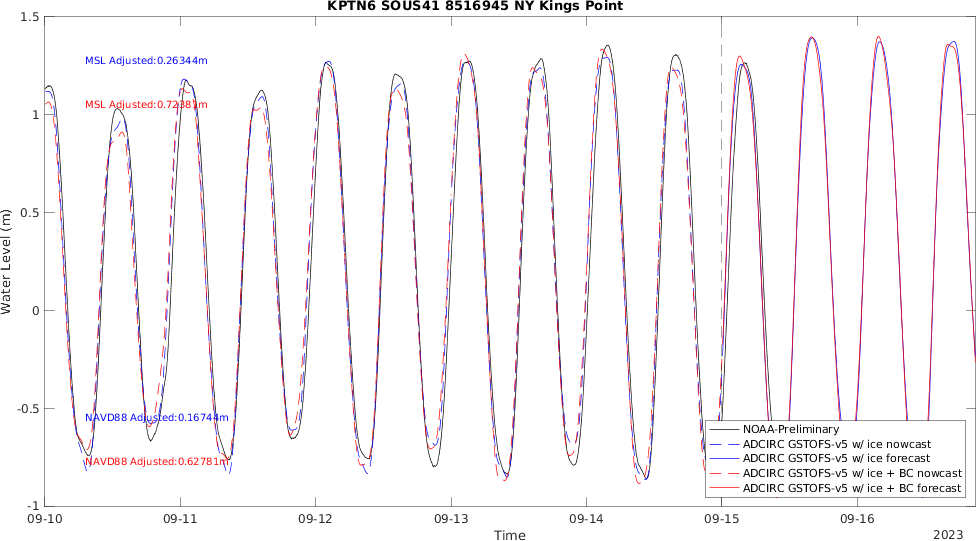 KPTN6 SOUS41 8516945 NY Kings Point
1.5
1
0.5
0
-0.5
-1
Water Level (m)
MSL Adjusted:0.26344m
MSL Adjusted:0.72381m
NAVD88 Adjusted:0.16744m
NAVD88 Adjusted:0.62781m
NOAA-Preliminary
ADCIRC GSTOFS-v5 w/ ice nowcast
ADCIRC GSTOFS-v5 w/ ice forecast
ADCIRC GSTOFS-v5 w/ ice + BC nowcast
ADCIRC GSTOFS-v5 w/ ice + BC forecast
09-10 09-11 09-12 09-13 09-14 09-15 09-16
Time
2023